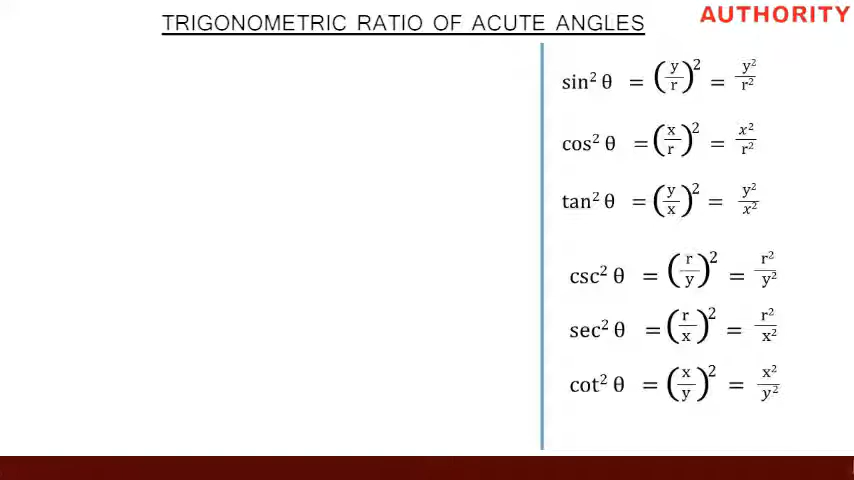 TRIGONOMETRIC RATIO OF ACUTE ANGLES
AUTHORITY
sin² θ = (y/r)² = y²/r²
cos² θ = (x/r)² = x²/r²
tan² θ = (y/x)² = y²/x²
csc² θ = (r/y)² = r²/y²
sec² θ = (r/x)² = r²/x²
cot² θ = (x/y)² = x²/y²